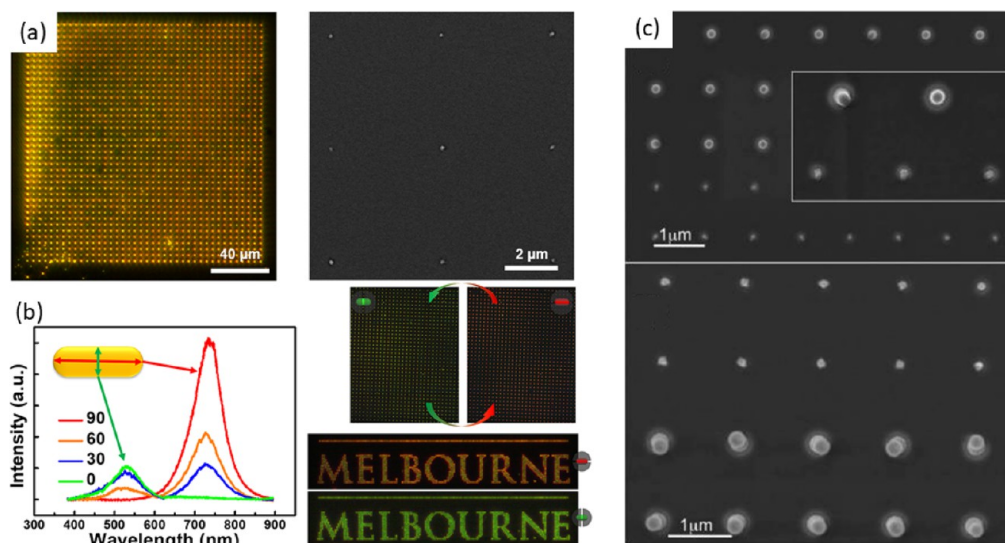 (a)
40 µm
2 µm
(b)
Intensity (a.u.)
90
60
30
0
300 400 500 600 700 800 900
Wavelength (nm)
MELBOURNE
MELBOURNE
(c)
1µm
1µm